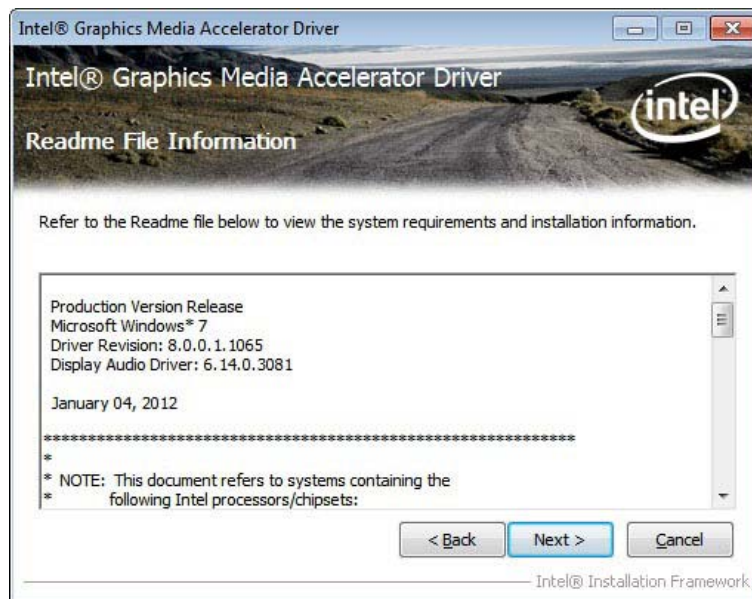 Intel® Graphics Media Accelerator Driver
Intel® Graphics Media Accelerator Driver
intel
Readme File Information
Refer to the Readme file below to view the system requirements and installation information.
Production Version Release
Microsoft Windows* 7
Driver Revision: 8.0.0.1.1065
Display Audio Driver: 6.14.0.3081
January 04, 2012
************************************************************
*
* NOTE: This document refers to systems containing the
* following Intel processors/chipsets:
< Back
Next >
Cancel
Intel® Installation Framework